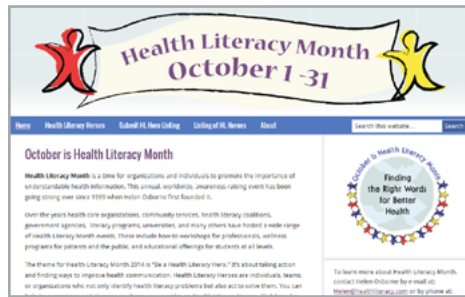 Health Literacy Month
October 1 -31
Home Health Literacy Heroes Submit HL Hero Listing Listing of HL Heroes About Search this website... Search
October is Health Literacy Month
Health Literacy Month is a time for organizations and individuals to promote the importance of
understandable health information. This annual, worldwide, awareness raising event has been
going strong ever since 1999 when Helen Osborne first founded it.
Over the years health care organizations, community services, health literacy coalitions,
government agencies, literacy programs, universities, and many others have hosted a wide range
of Health Literacy Month events. These include how-to workshops for professionals, wellness
programs for patients and the public, and educational offerings for students at all levels.
The theme for Health Literacy Month 2014 is "Be a Health Literacy Hero." It's about taking action
and finding ways to improve health communication. Health Literacy Heroes are individuals, teams,
or organizations who not only identify health literacy problems but also act to solve them. You can
October is Health Literacy Month
Finding
the Right Words
for Better
Health
To learn more about Health Literacy Month,
contact Helen Osborne by e-mail at:
Helen@healthliteracy.com or by phone at: